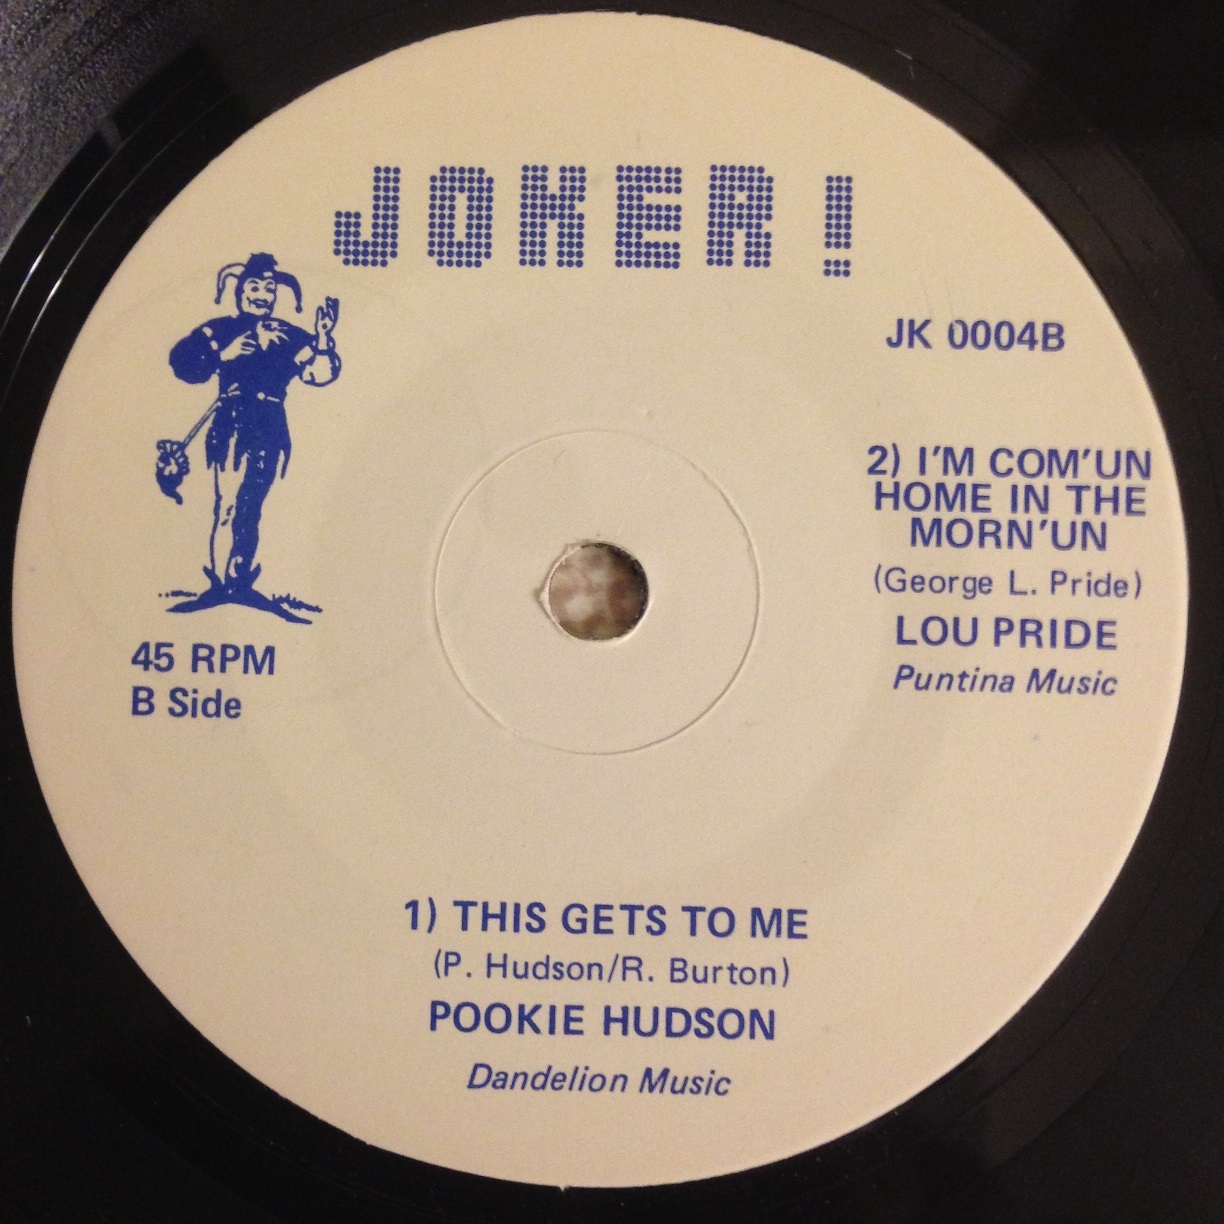 JOKER!
JK 0004B
2) I'M COM'UN
HOME IN THE
MORN'UN
(George L. Pride)
LOU PRIDE
Puntina Music
45 RPM
B Side
1) THIS GETS TO ME
(P. Hudson/R. Burton)
POOKIE HUDSON
Dandelion Music